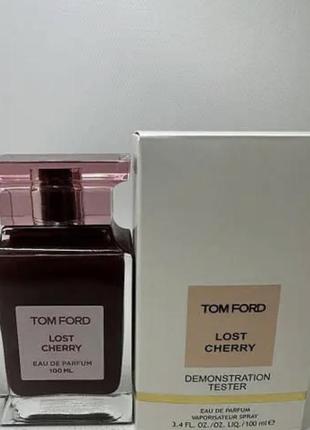 TOM FORD
LOST
CHERRY
EAU DE PARFUM
100 ML
TOM FORD
LOST
CHERRY
DEMONSTRATION
TESTER
EAU DE PARFUM
VAPORISATEUR SPRAY
3.4 FL. OZ./OZ. LIQ./100 ml ℮